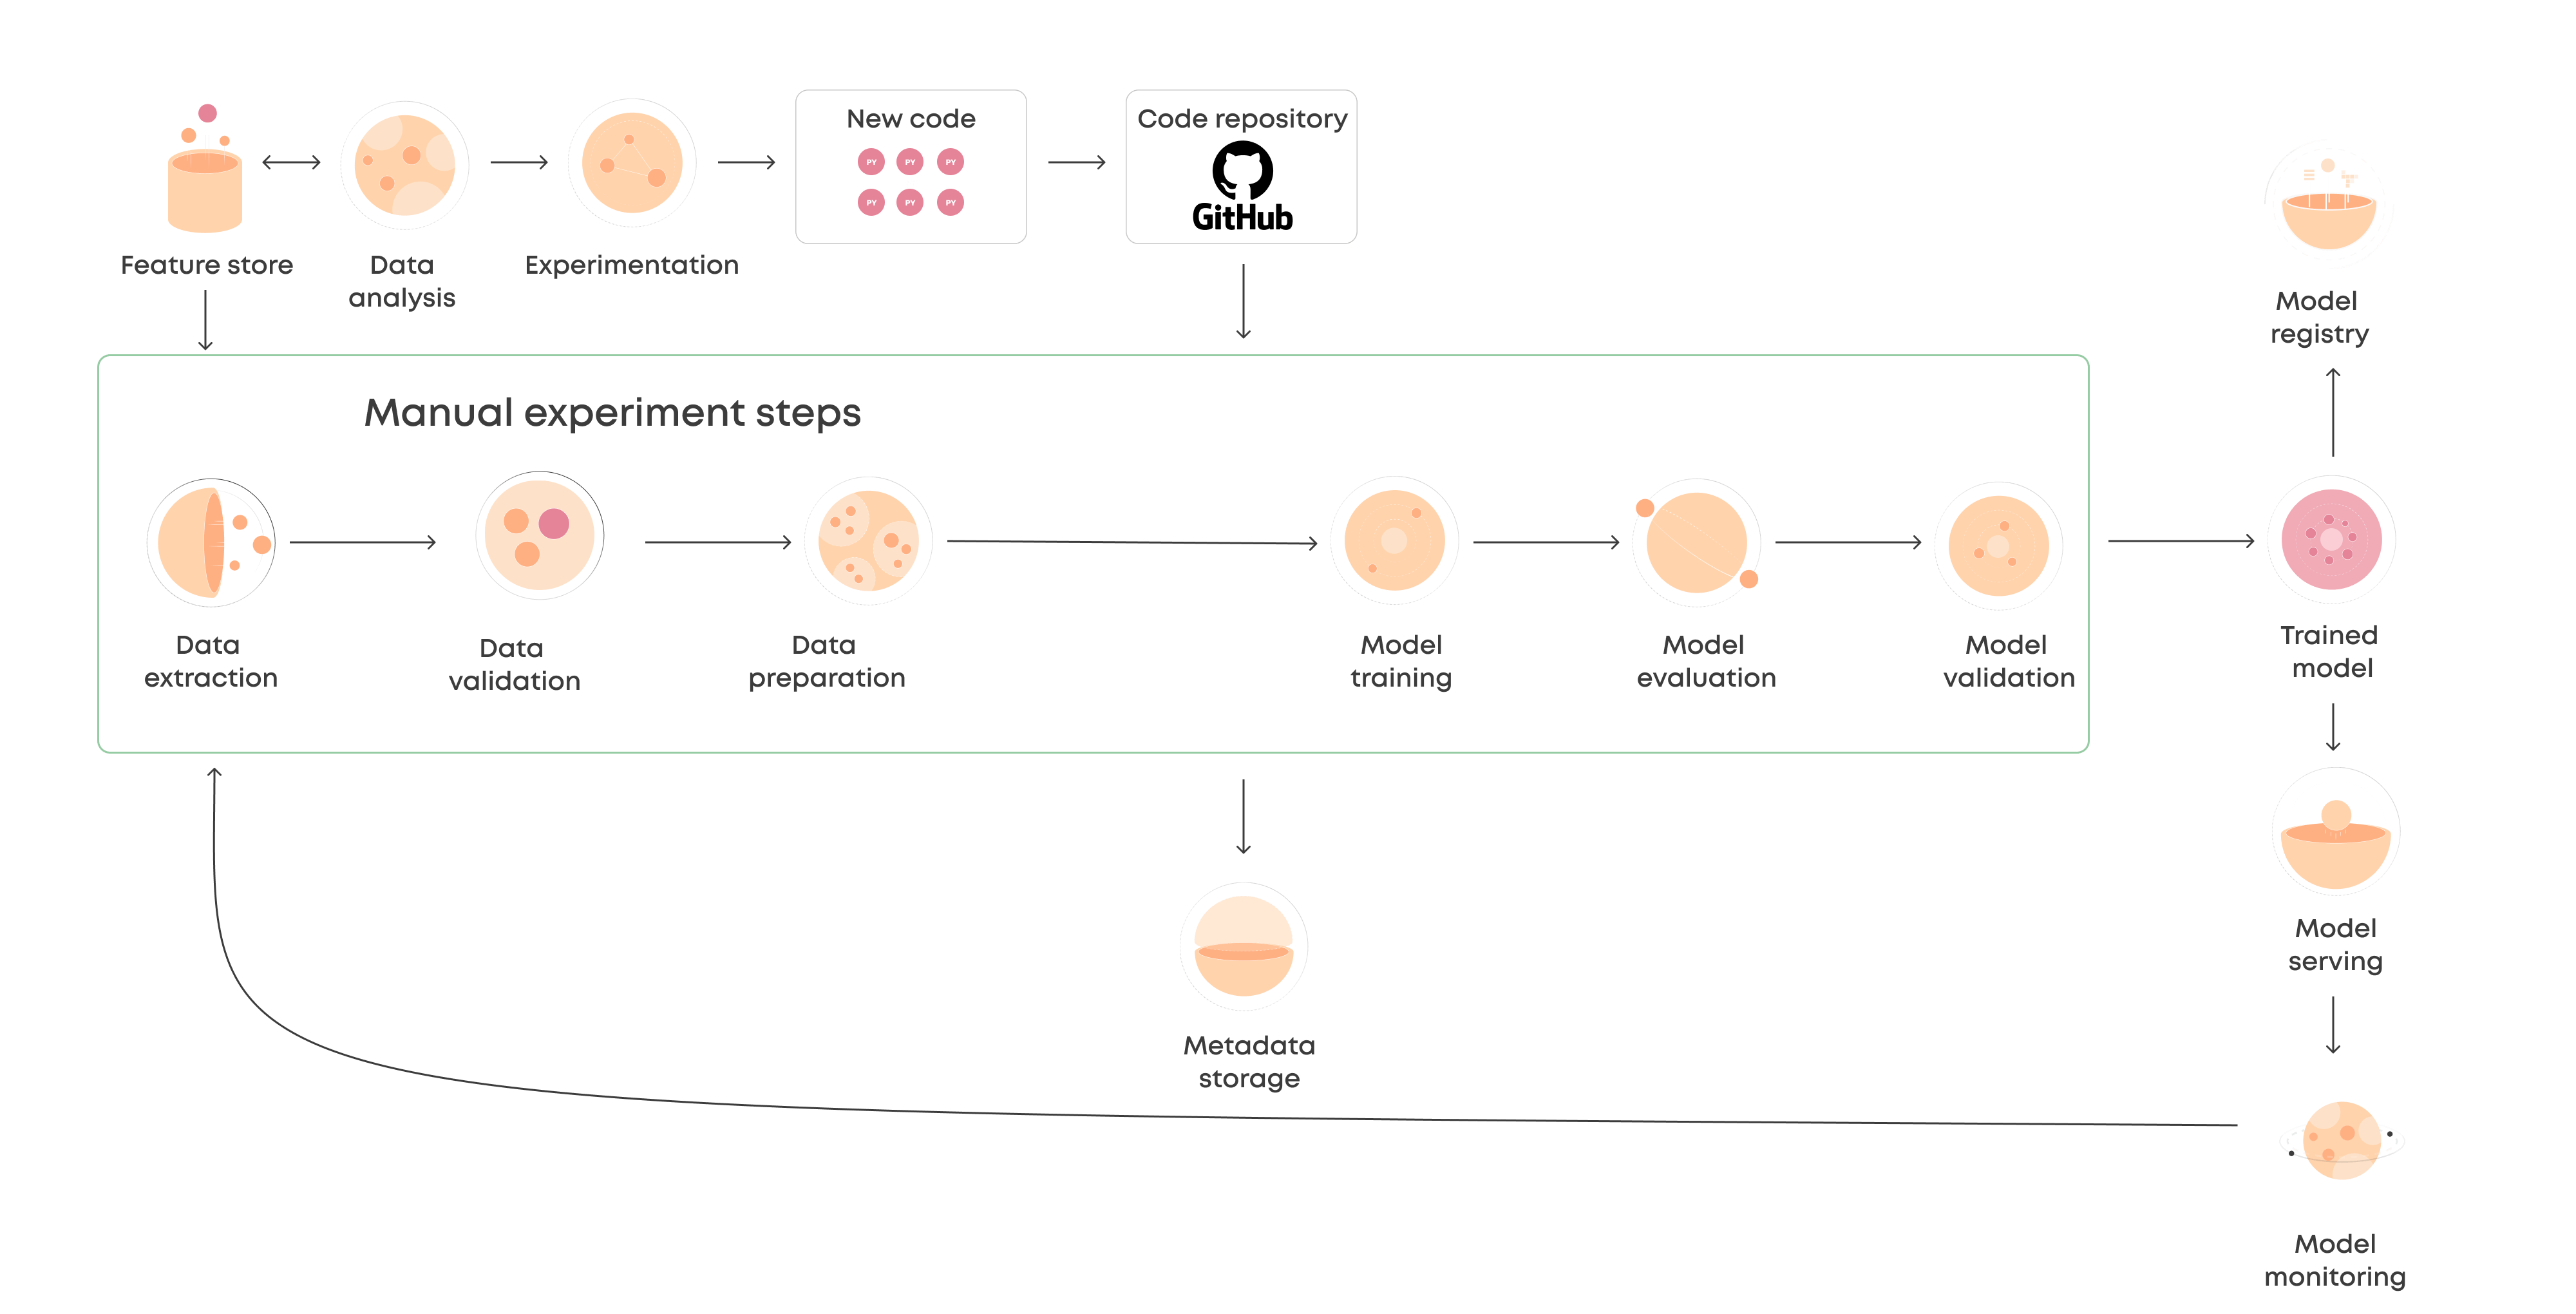 New code
PY PY PY
PY PY PY
Code repository
GitHub
Feature store
Data
analysis
Experimentation
Model
registry
Manual experiment steps
Data
extraction
Data
validation
Data
preparation
Model
training
Model
evaluation
Model
validation
Trained
model
Model
serving
Metadata
storage
Model
monitoring